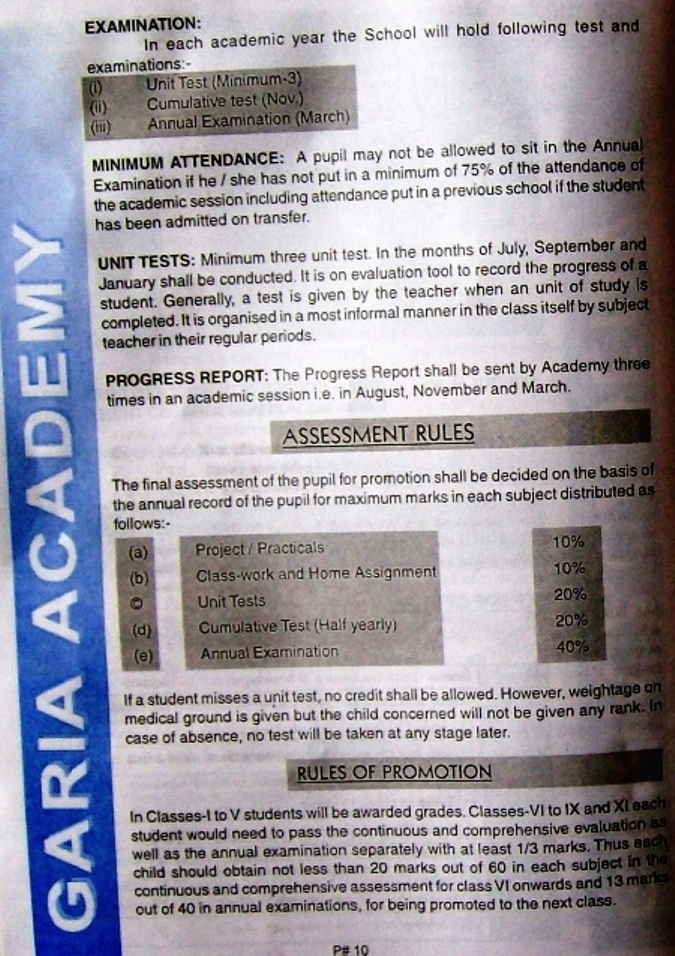 GARIA ACADEMY
EXAMINATION:
In each academic year the School will hold following test and
examinations:-
(i) Unit Test (Minimum-3)
(ii) Cumulative test (Nov.)
(iii) Annual Examination (March)
MINIMUM ATTENDANCE: A pupil may not be allowed to sit in the Annual
Examination if he / she has not put in a minimum of 75% of the attendance of
the academic session including attendance put in a previous school if the student
has been admitted on transfer.
UNIT TESTS: Minimum three unit test. In the months of July, September and
January shall be conducted. It is on evaluation tool to record the progress of a
student. Generally, a test is given by the teacher when an unit of study is
completed. It is organised in a most informal manner in the class itself by subject
teacher in their regular periods.
PROGRESS REPORT: The Progress Report shall be sent by Academy three
times in an academic session i.e. in August, November and March.
ASSESSMENT RULES
The final assessment of the pupil for promotion shall be decided on the basis of
the annual record of the pupil for maximum marks in each subject distributed as
follows:-
(a) Project / Practicals 10%
(b) Class-work and Home Assignment 10%
© Unit Tests 20%
(d) Cumulative Test (Half yearly) 20%
(e) Annual Examination 40%
If a student misses a unit test, no credit shall be allowed. However, weightage on
medical ground is given but the child concerned will not be given any rank. In
case of absence, no test will be taken at any stage later.
RULES OF PROMOTION
In Classes-I to V students will be awarded grades. Classes-VI to IX and XI each
student would need to pass the continuous and comprehensive evaluation as
well as the annual examination separately with at least 1/3 marks. Thus each
child should obtain not less than 20 marks out of 60 in each subject in the
continuous and comprehensive assessment for class VI onwards and 13 marks
out of 40 in annual examinations, for being promoted to the next class.
P# 10